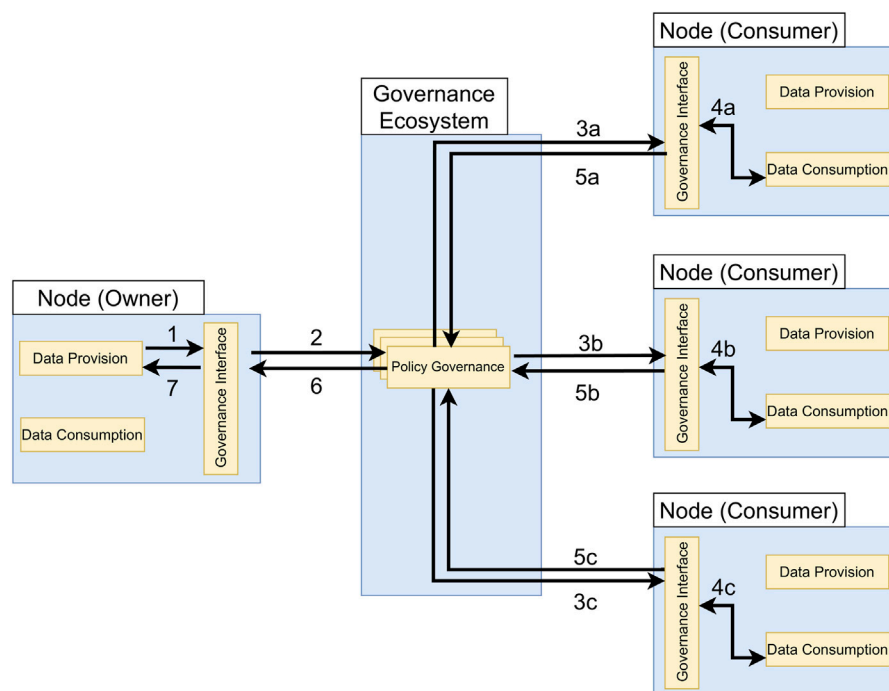 Node (Consumer)
Governance Interface
4a
Data Provision
Data Consumption
Governance
Ecosystem
3a
5a
Node (Owner)
1
Data Provision
7
Data Consumption
Governance Interface
2
6
Policy Governance
3b
5b
Node (Consumer)
Governance Interface
4b
Data Provision
Data Consumption
5c
3c
Node (Consumer)
Governance Interface
4c
Data Provision
Data Consumption